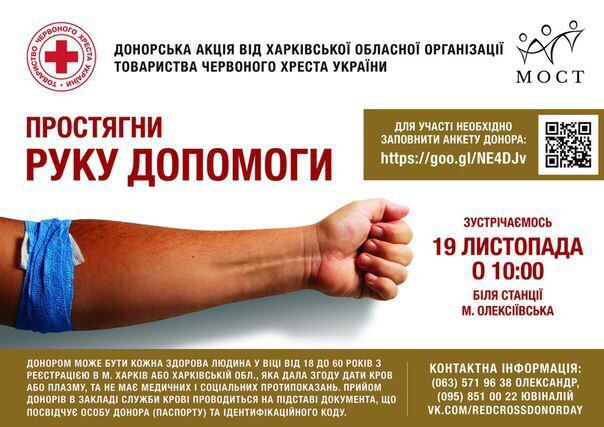 ТОВАРИСТВО ЧЕРВОНОГО ХРЕСТА УКРАЇНИ
ДОНОРСЬКА АКЦІЯ ВІД ХАРКІВСЬКОЇ ОБЛАСНОЇ ОРГАНІЗАЦІЇ
ТОВАРИСТВА ЧЕРВОНОГО ХРЕСТА УКРАЇНИ
МОСТ
ПРОСТЯГНИ
РУКУ ДОПОМОГИ
ДЛЯ УЧАСТІ НЕОБХІДНО
ЗАПОВНИТИ АНКЕТУ ДОНОРА:
https://goo.gl/NE4DJv
ЗУСТРІЧАЄМОСЬ
19 ЛИСТОПАДА
О 10:00
БІЛЯ СТАНЦІЇ
М. ОЛЕКСІЇВСЬКА
ДОНОРОМ МОЖЕ БУТИ КОЖНА ЗДОРОВА ЛЮДИНА У ВІЦІ ВІД 18 ДО 60 РОКІВ З
РЕЄСТРАЦІЄЮ В М. ХАРКІВ АБО ХАРКІВСЬКІЙ ОБЛ., ЯКА ДАЛА ЗГОДУ ДАТИ КРОВ
АБО ПЛАЗМУ, ТА НЕ МАЄ МЕДИЧНИХ І СОЦІАЛЬНИХ ПРОТИПОКАЗАНЬ. ПРИЙОМ
ДОНОРІВ В ЗАКЛАДІ СЛУЖБИ КРОВІ ПРОВОДИТЬСЯ НА ПІДСТАВІ ДОКУМЕНТА, ЩО
ПОСВІДЧУЄ ОСОБУ ДОНОРА (ПАСПОРТУ) ТА ІДЕНТИФІКАЦІЙНОГО КОДУ.
КОНТАКТНА ІНФОРМАЦІЯ:
(063) 571 96 38 ОЛЕКСАНДР,
(095) 851 00 22 ЮВІНАЛІЙ
VK.COM/REDCROSSDONORDAY